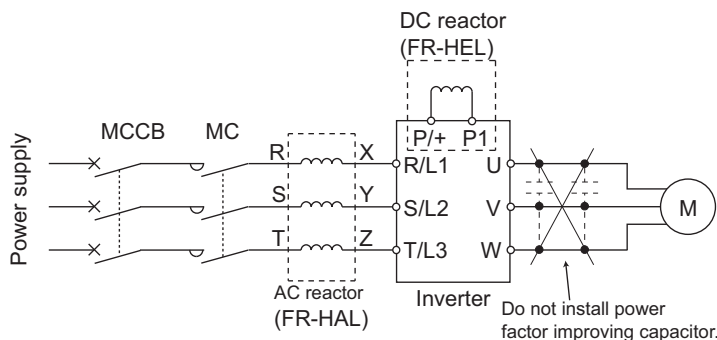 DC reactor
(FR-HEL)
MCCB
MC
P/+
P1
Power supply
R
X
R/L1
U
S
Y
S/L2
V
M
T
Z
T/L3
W
AC reactor
(FR-HAL)
Inverter
Do not install power
factor improving capacitor.